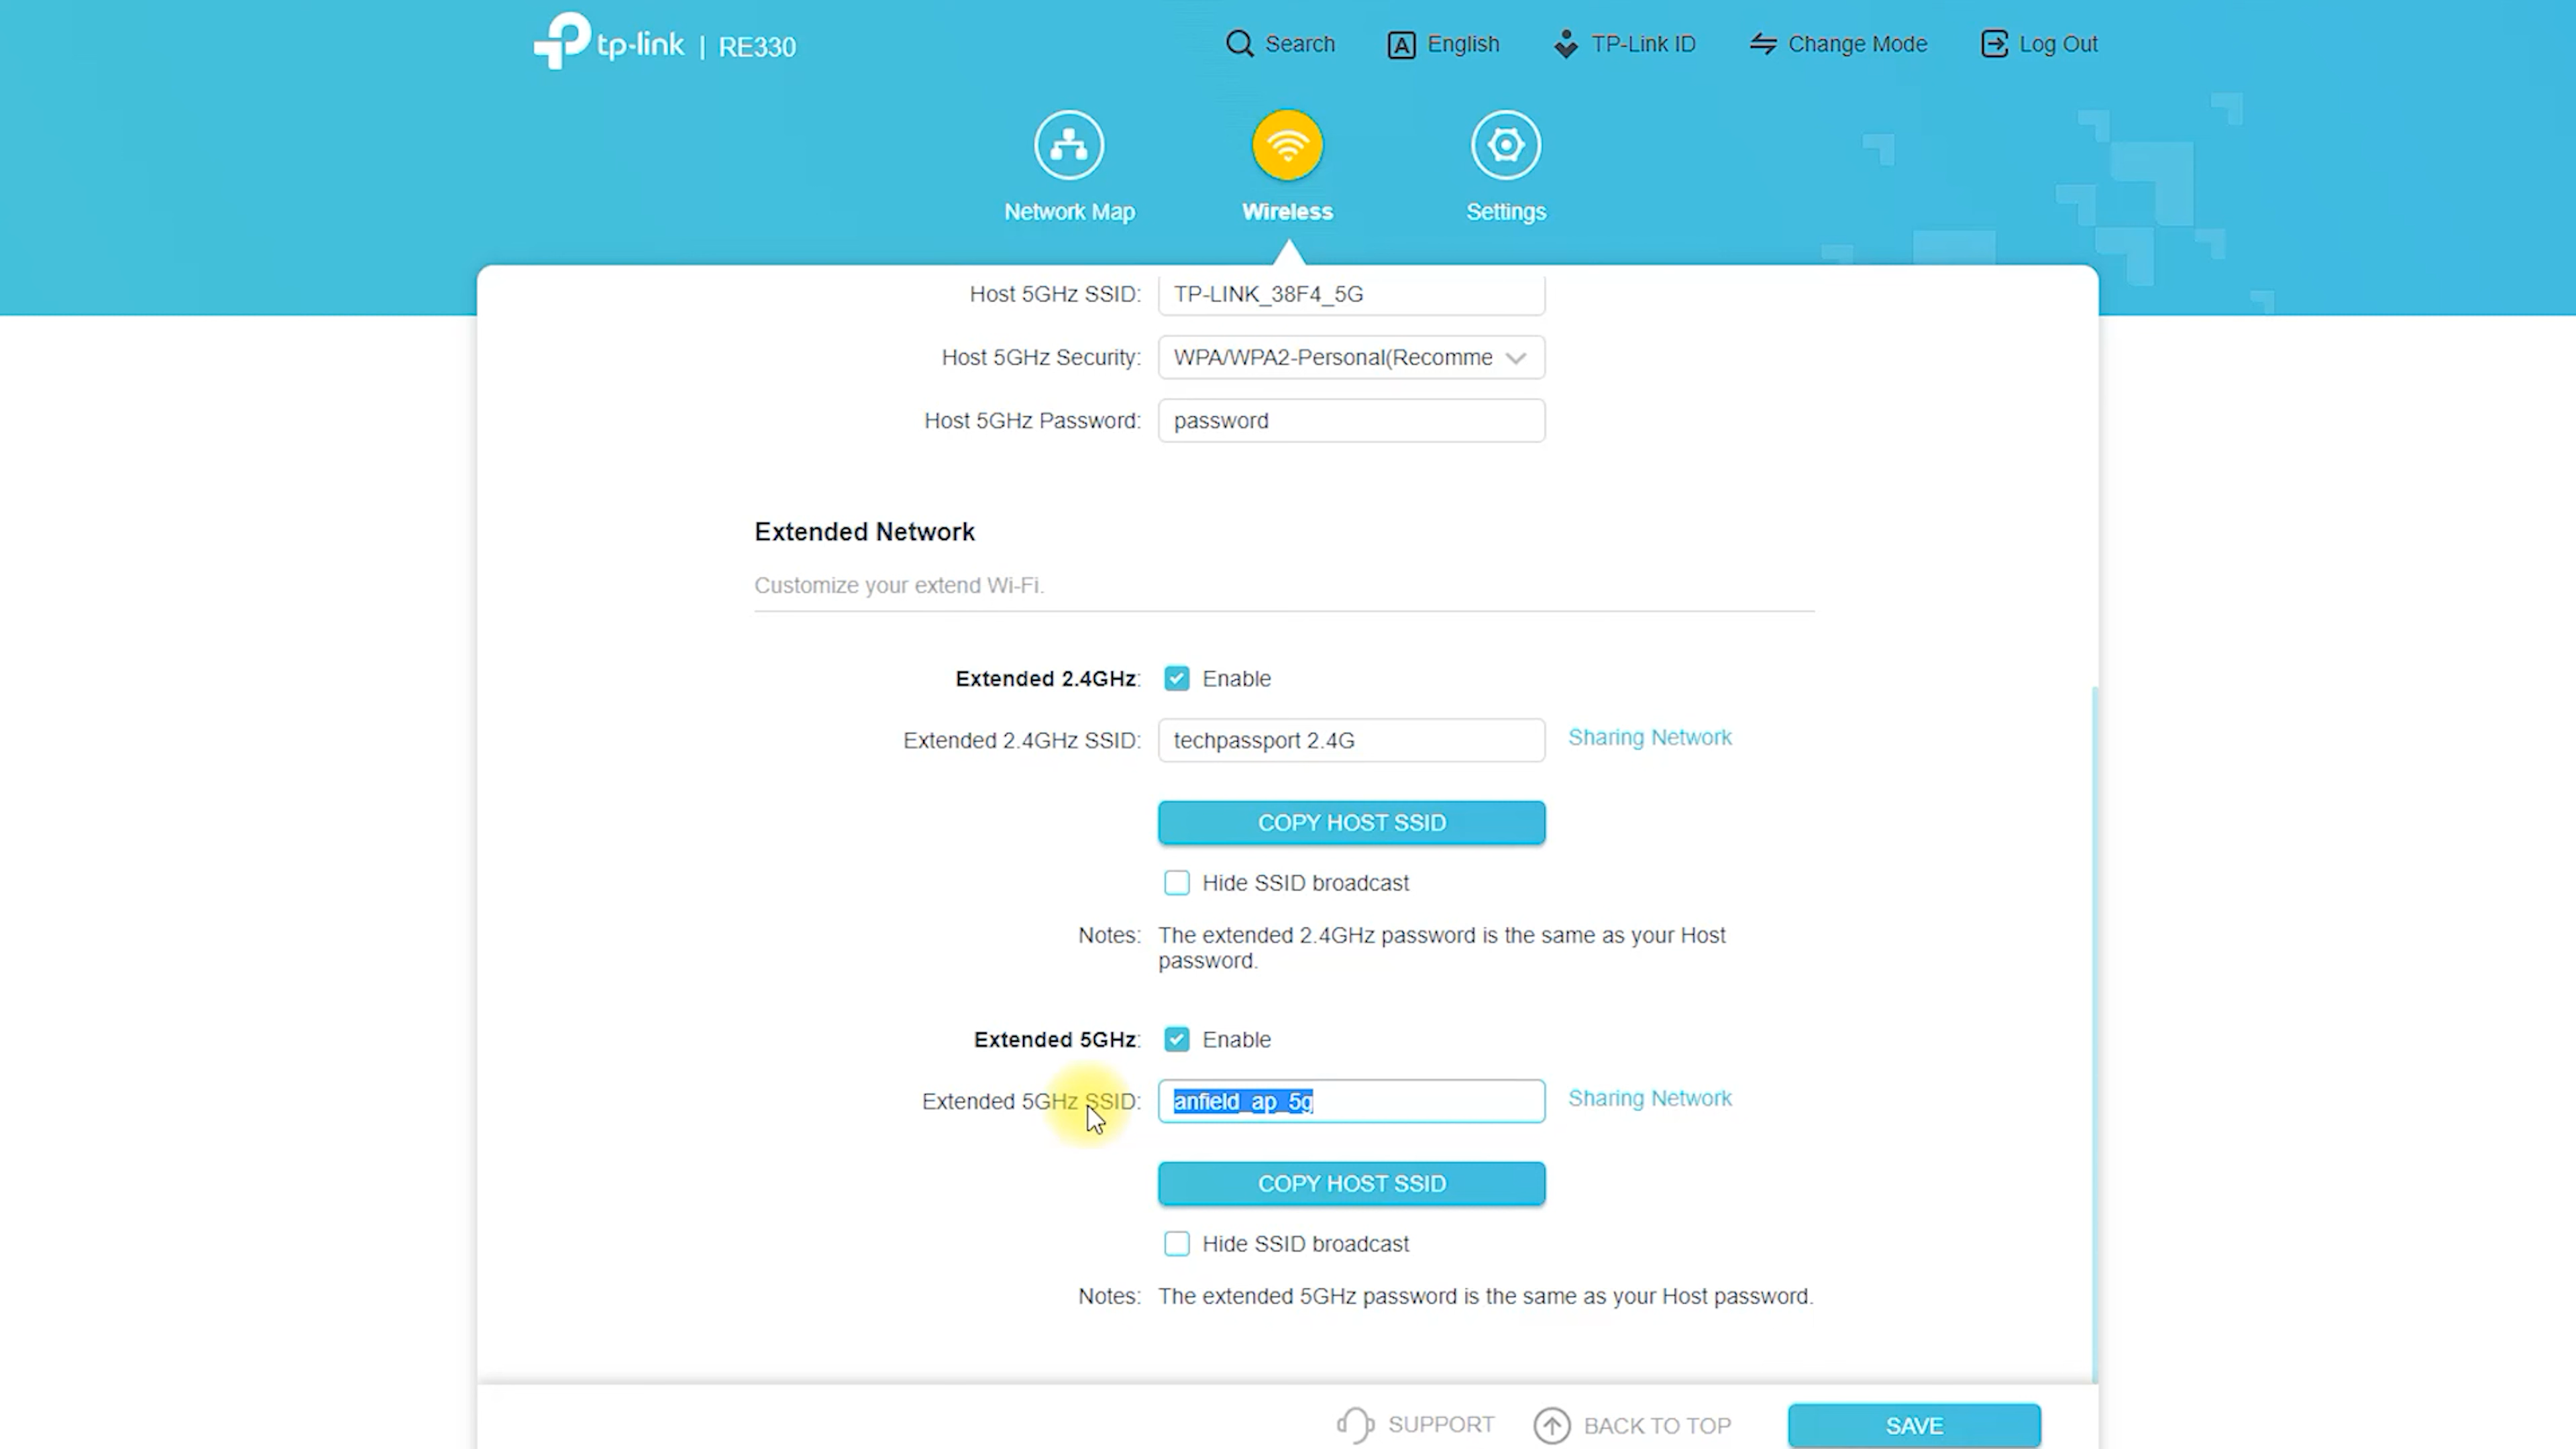 tp-link | RE330
Search
English
TP-Link ID
Change Mode
Log Out
Network Map
Wireless
Settings
Host 5GHz SSID: TP-LINK_38F4_5G
Host 5GHz Security: WPA/WPA2-Personal(Recomme
Host 5GHz Password: password
Extended Network
Customize your extend Wi-Fi.
Extended 2.4GHz: Enable
Extended 2.4GHz SSID: techpassport 2.4G Sharing Network
COPY HOST SSID
Hide SSID broadcast
Notes: The extended 2.4GHz password is the same as your Host
password.
Extended 5GHz: Enable
Extended 5GHz SSID: anfield_ap_5g Sharing Network
COPY HOST SSID
Hide SSID broadcast
Notes: The extended 5GHz password is the same as your Host password.
SUPPORT
BACK TO TOP
SAVE